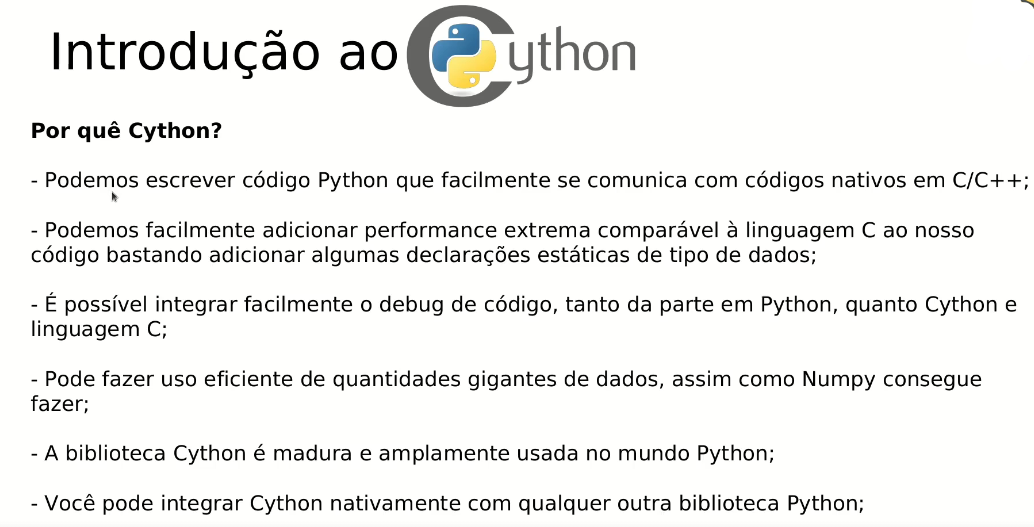 Introdução ao Cython
Por quê Cython?
- Podemos escrever código Python que facilmente se comunica com códigos nativos em C/C++;
- Podemos facilmente adicionar performance extrema comparável à linguagem C ao nosso
código bastando adicionar algumas declarações estáticas de tipo de dados;
- É possível integrar facilmente o debug de código, tanto da parte em Python, quanto Cython e
linguagem C;
- Pode fazer uso eficiente de quantidades gigantes de dados, assim como Numpy consegue
fazer;
- A biblioteca Cython é madura e amplamente usada no mundo Python;
- Você pode integrar Cython nativamente com qualquer outra biblioteca Python;